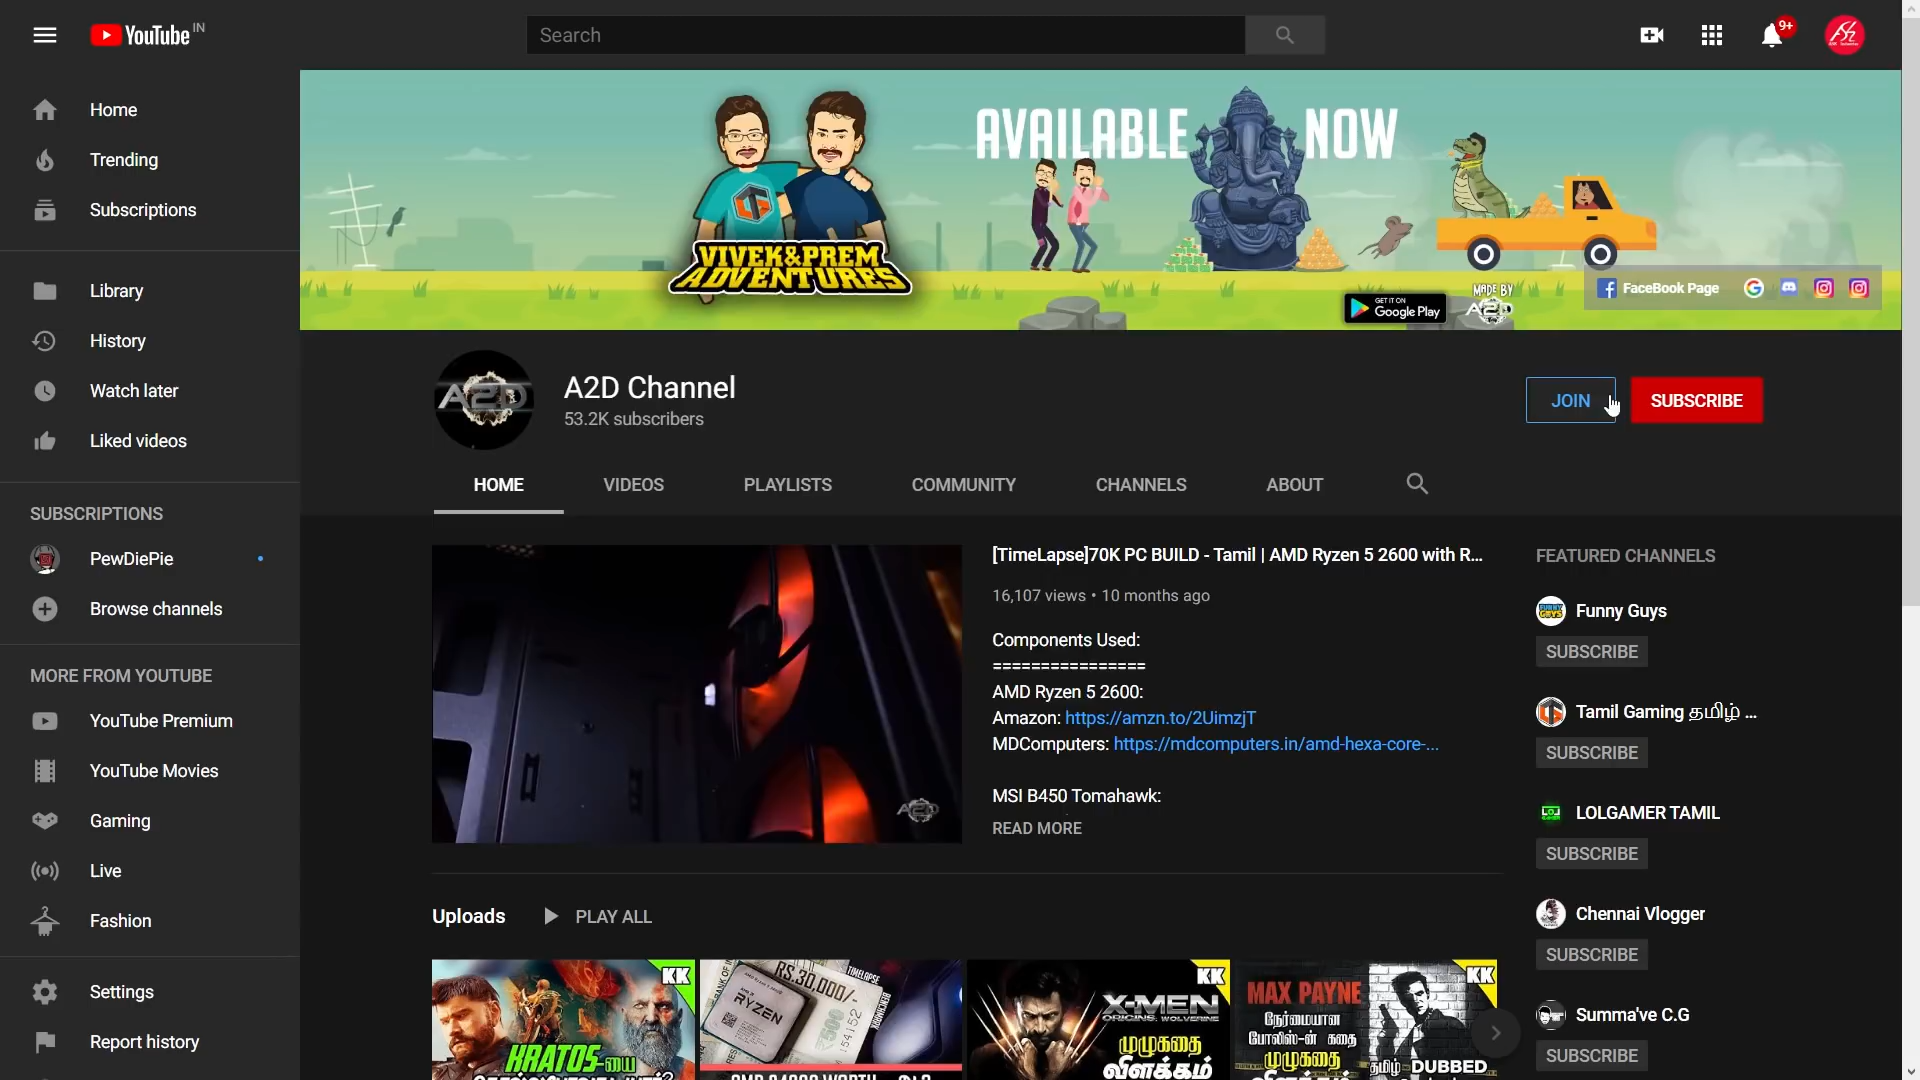 YouTube IN
Search
9+
Home
Trending
Subscriptions
Library
History
Watch later
Liked videos
SUBSCRIPTIONS
PewDiePie
Browse channels
MORE FROM YOUTUBE
YouTube Premium
YouTube Movies
Gaming
Live
Fashion
Settings
Report history
AVAILABLE NOW
VIVEK&PREM
ADVENTURES
GET IT ON
Google Play
MADE BY
A2D
FaceBook Page
A2D
A2D Channel
53.2K subscribers
JOIN
SUBSCRIBE
HOME
VIDEOS
PLAYLISTS
COMMUNITY
CHANNELS
ABOUT
A2D
[TimeLapse]70K PC BUILD - Tamil | AMD Ryzen 5 2600 with R...
16,107 views • 10 months ago
Components Used:
================
AMD Ryzen 5 2600:
Amazon: https://amzn.to/2UimzjT
MDComputers: https://mdcomputers.in/amd-hexa-core-...
MSI B450 Tomahawk:
READ MORE
FEATURED CHANNELS
Funny Guys
SUBSCRIBE
Tamil Gaming தமிழ் ...
SUBSCRIBE
LOLGAMER TAMIL
SUBSCRIBE
Chennai Vlogger
SUBSCRIBE
Summa've C.G
SUBSCRIBE
Uploads
PLAY ALL
KK
KRATOS-யை
RS.30,000/-
TIMELAPSE
BENCHMARK
RYZEN
KK
X-MEN
ORIGINS: WOLVERINE
முழுகதை
விளக்கம்
KK
MAX PAYNE
நேர்மையான
போலிஸ்-ன் கதை
முழுகதை
தமிழ் DUBBED